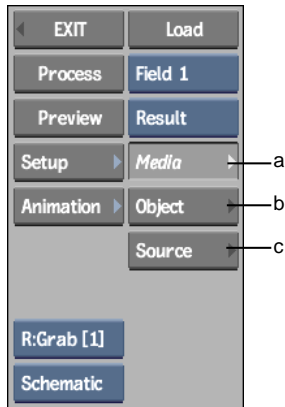 EXIT Load
Process Field 1
Preview Result
Setup Media a
Animation Object b
Source c
R:Grab [1]
Schematic